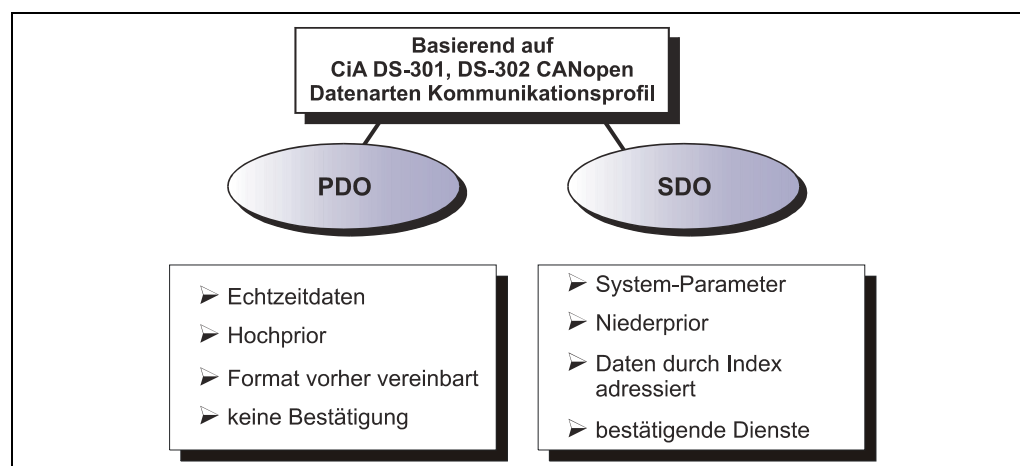 Basierend auf
CiA DS-301, DS-302 CANopen
Datenarten Kommunikationsprofil
PDO
SDO
Echtzeitdaten
Hochprior
Format vorher vereinbart
keine Bestätigung
System-Parameter
Niederprior
Daten durch Index
adressiert
bestätigende Dienste